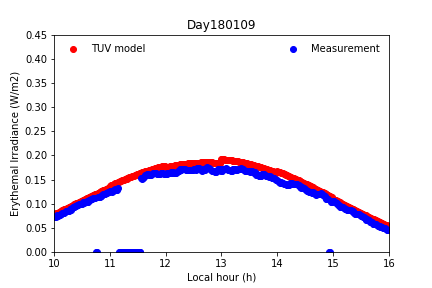 Day180109
TUV model
Measurement
Erythemal Irradiance (W/m2)
0.45
0.40
0.35
0.30
0.25
0.20
0.15
0.10
0.05
0.00
10 11 12 13 14 15 16
Local hour (h)